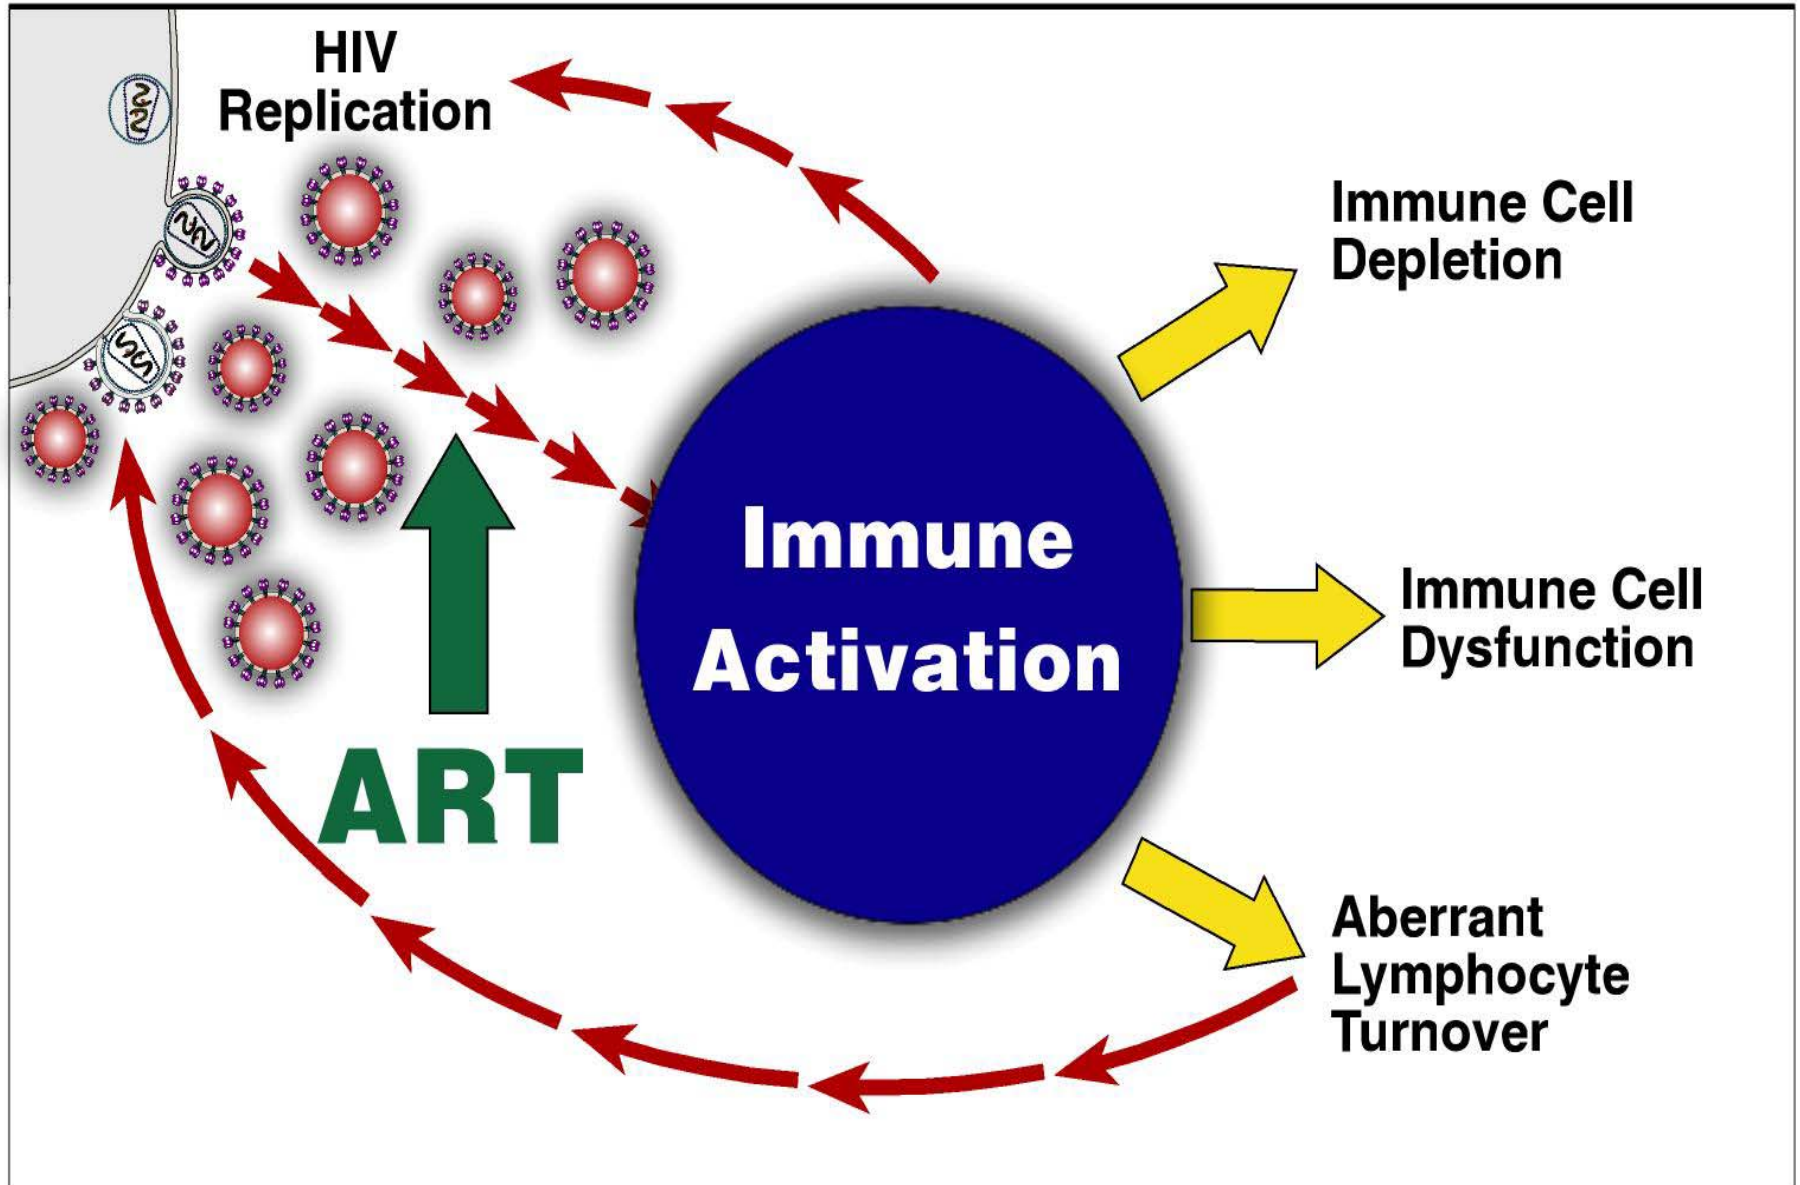 HIV
Replication
Immune Cell
Depletion
Immune
Activation
Immune Cell
Dysfunction
ART
Aberrant
Lymphocyte
Turnover